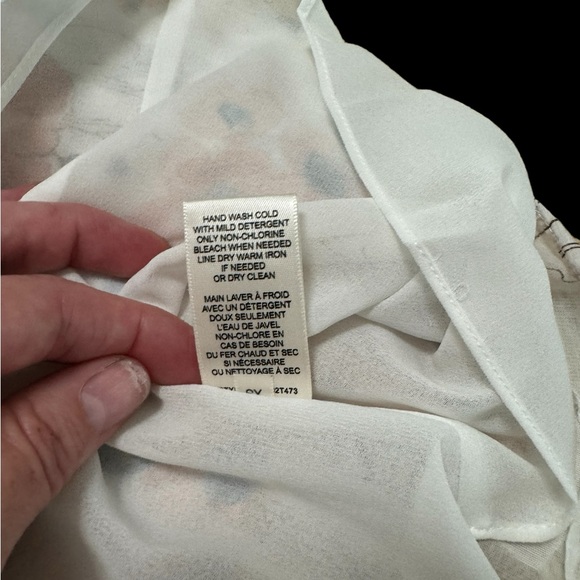 HAND WASH COLD
WITH MILD DETERGENT
ONLY NON-CHLORINE
BLEACH WHEN NEEDED
LINE DRY WARM IRON
IF NEEDED
OR DRY CLEAN
MAIN LAVER À FROID
AVEC UN DÉTERGENT
DOUX SEULEMENT
L'EAU DE JAVEL
NON-CHLORE EN
CAS DE BESOIN
DU FER CHAUD ET SEC
SI NÉCESSAIRE
OU NETTOYAGE À SEC
2T473